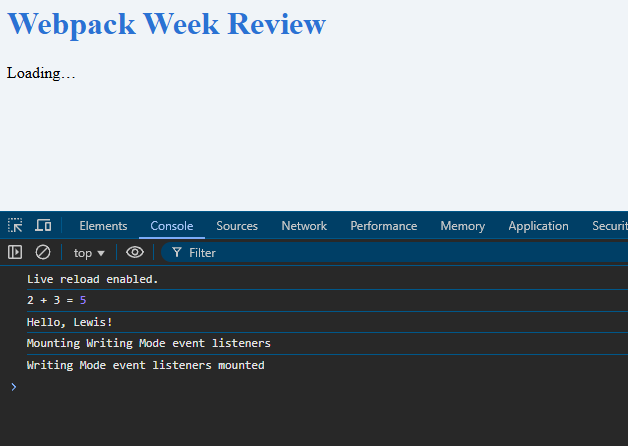 Webpack Week Review
Loading…
Elements Console Sources Network Performance Memory Application Securit
top Filter
Live reload enabled.
2 + 3 = 5
Hello, Lewis!
Mounting Writing Mode event listeners
Writing Mode event listeners mounted